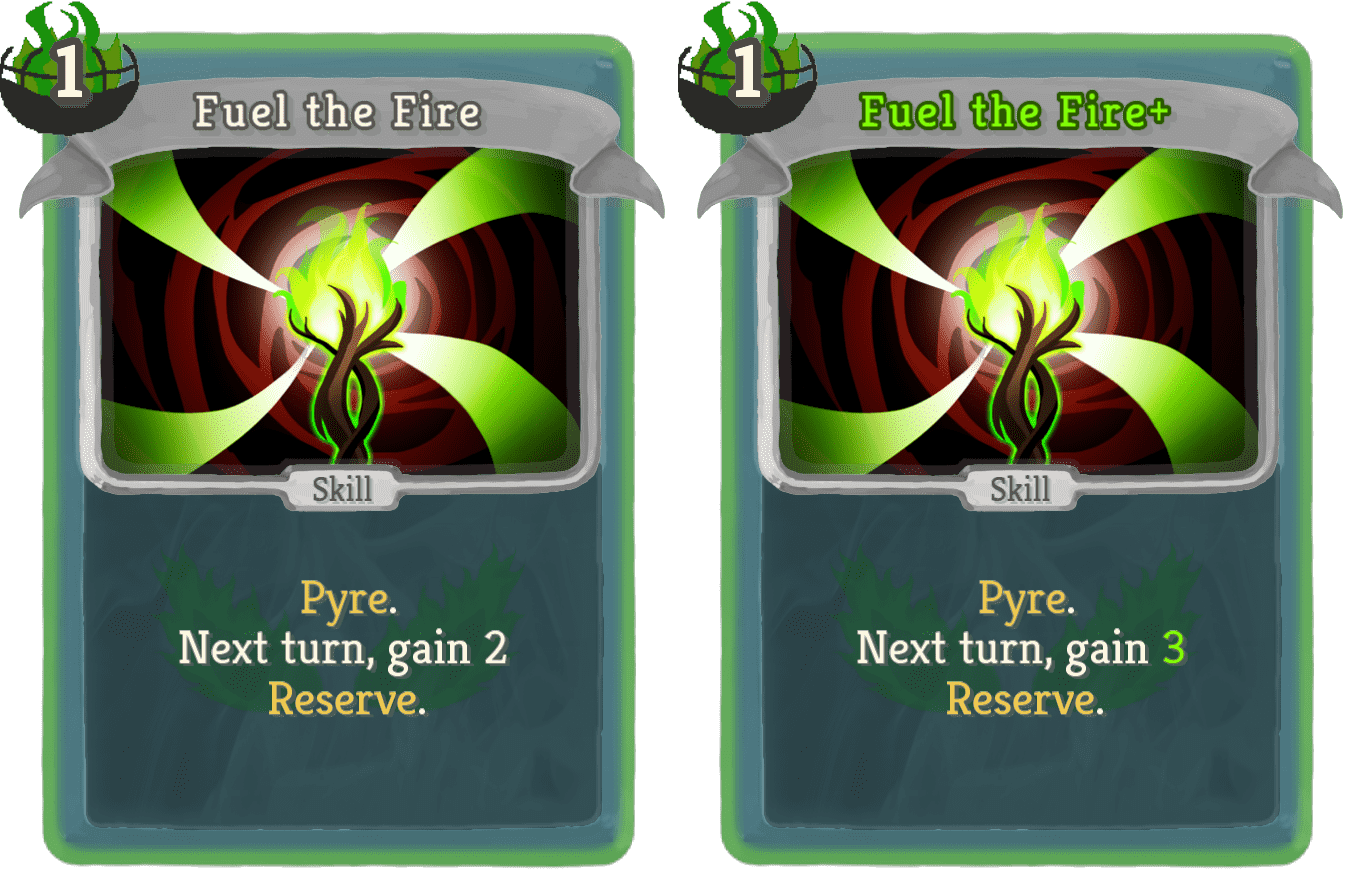 1
Fuel the Fire
Skill
Pyre.
Next turn, gain 2
Reserve.
1
Fuel the Fire+
Skill
Pyre.
Next turn, gain 3
Reserve.